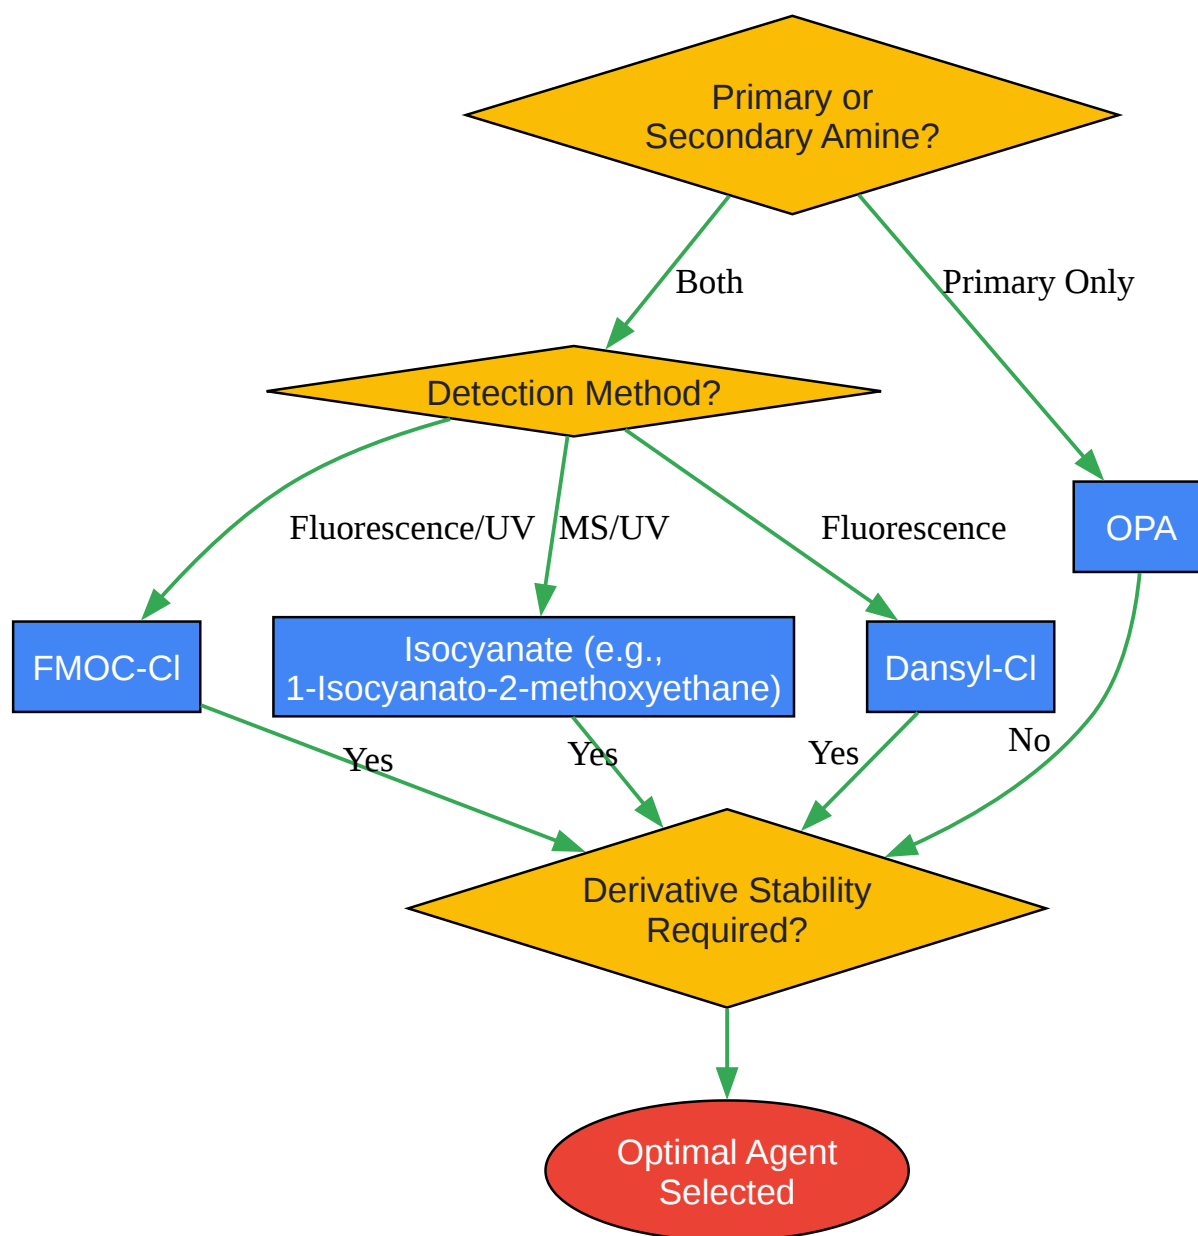 Primary or
Secondary Amine?
Both
Primary Only
Detection Method?
Fluorescence/UV
MS/UV
Fluorescence
OPA
FMOC-Cl
Isocyanate (e.g.,
1-Isocyanato-2-methoxyethane)
Dansyl-Cl
Yes
Yes
Yes
No
Derivative Stability
Required?
Optimal Agent
Selected